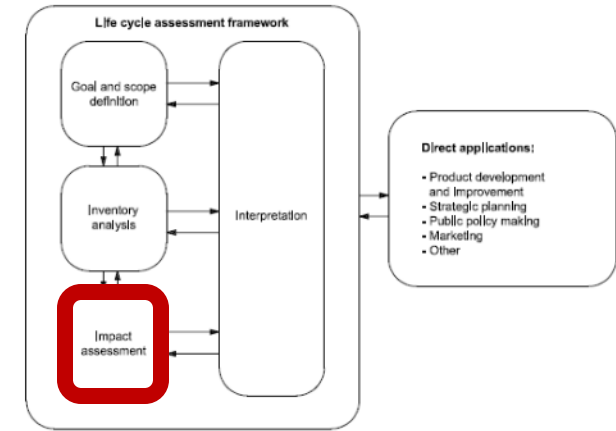 Life cycle assessment framework
Goal and scope
definition
Inventory
analysis
Impact
assessment
Interpretation
Direct applications:
- Product development
and improvement
- Strategic planning
- Public policy making
- Marketing
- Other